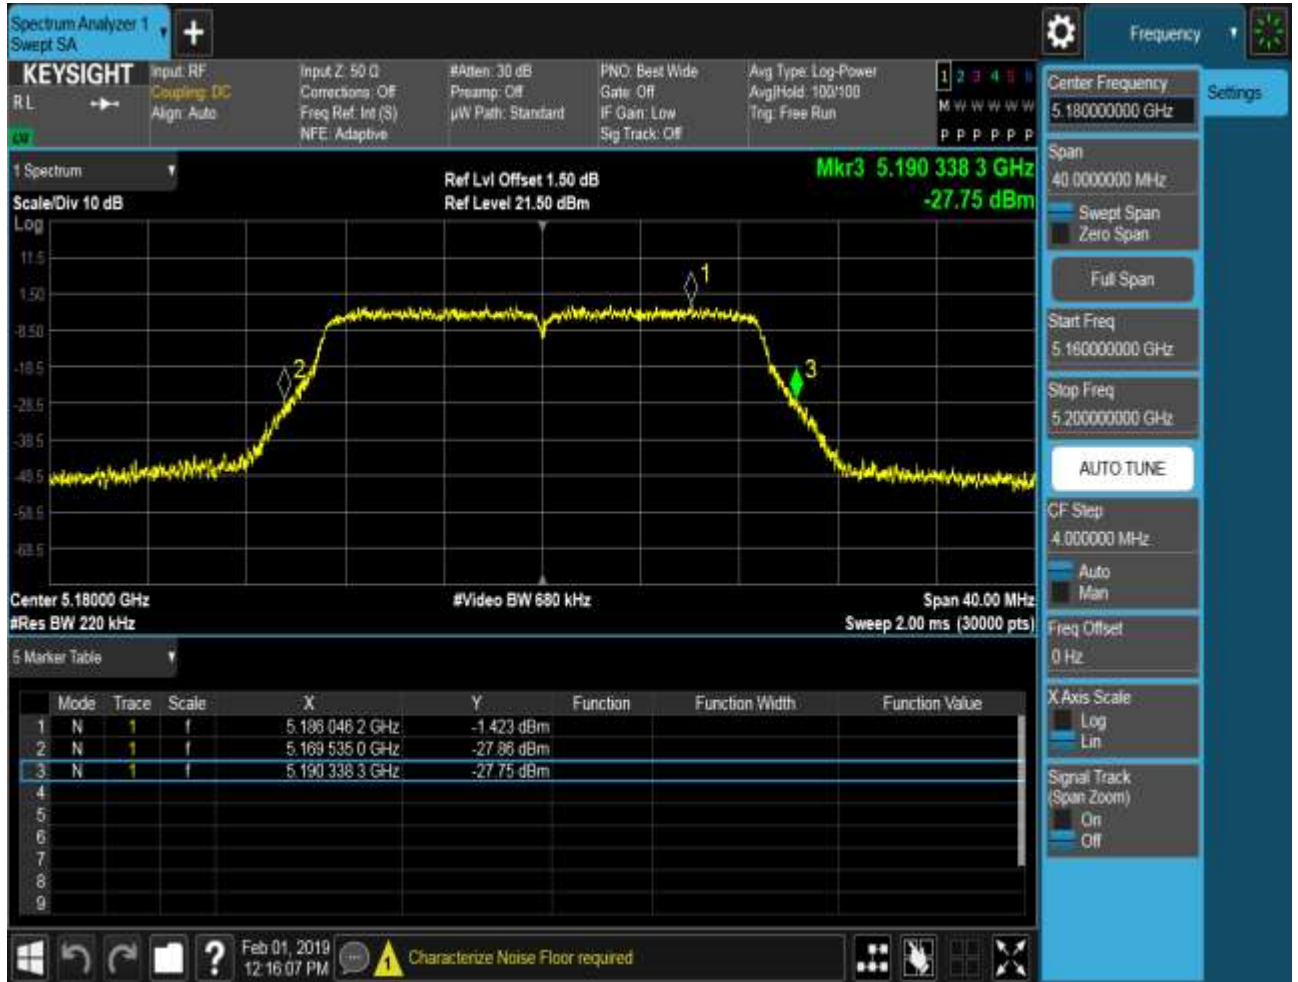 Spectrum Analyzer 1
Swept SA
+
Frequency
KEYSIGHT
RL
Input: RF
Coupling: DC
Align: Auto
Input Z: 50 Ω
Corrections: Off
Freq Ref: Int (S)
NFE: Adaptive
#Atten: 30 dB
Preamp: Off
µW Path: Standard
PNO: Best Wide
Gate: Off
IF Gain: Low
Sig Track: Off
Avg Type: Log-Power
Avg|Hold: 100/100
Trig: Free Run
1 2 3 4 5 6
M W W W W W
P P P P P P
1 Spectrum
Scale/Div 10 dB
Ref Lvl Offset 1.50 dB
Ref Level 21.50 dBm
Mkr3 5.190 338 3 GHz
-27.75 dBm
Log
11.5
1.50
-8.50
-18.5
-28.5
-38.5
-48.5
-58.5
-68.5
1
2
3
Center 5.18000 GHz
#Res BW 220 kHz
#Video BW 680 kHz
Span 40.00 MHz
Sweep 2.00 ms (30000 pts)
5 Marker Table
Mode Trace Scale X Y Function Function Width Function Value
1 N 1 f 5.186 046 2 GHz -1.423 dBm
2 N 1 f 5.169 535 0 GHz -27.86 dBm
3 N 1 f 5.190 338 3 GHz -27.75 dBm
4
5
6
7
8
9
Center Frequency
5.180000000 GHz
Settings
Span
40.0000000 MHz
Swept Span
Zero Span
Full Span
Start Freq
5.160000000 GHz
Stop Freq
5.200000000 GHz
AUTO TUNE
CF Step
4.000000 MHz
Auto
Man
Freq Offset
0 Hz
X Axis Scale
Log
Lin
Signal Track
(Span Zoom)
On
Off
?
Feb 01, 2019
12:16:07 PM
1
Characterize Noise Floor required